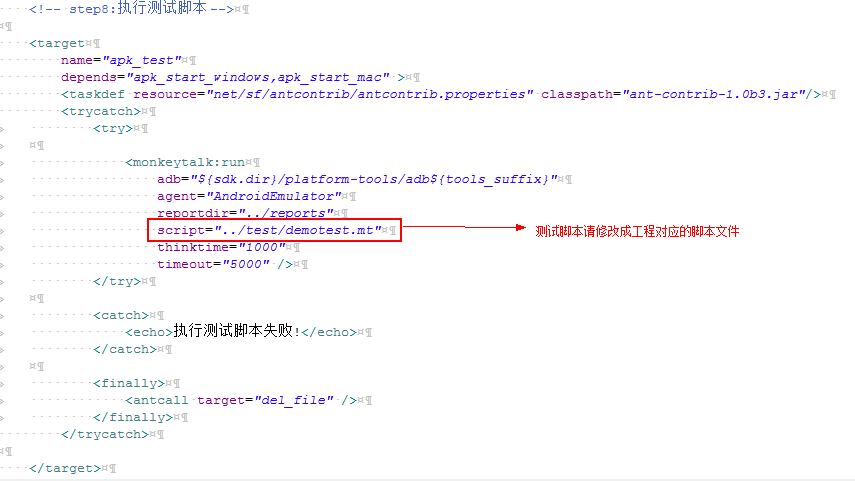 <!-- step8:执行测试脚本 -->
<target
name="apk_test"
depends="apk_start_windows,apk_start_mac" >
<taskdef resource="net/sf/antcontrib/antcontrib.properties" classpath="ant-contrib-1.0b3.jar"/>
<trycatch>
<try>
<monkeytalk:run
adb="${sdk.dir}/platform-tools/adb${tools_suffix}"
agent="AndroidEmulator"
reportdir="../reports"
script="../test/demotest.mt" 测试脚本请修改成工程对应的脚本文件
thinktime="1000"
timeout="5000" />
</try>
<catch>
<echo>执行测试脚本失败!</echo>
</catch>
<finally>
<antcall target="del_file" />
</finally>
</trycatch>
</target>